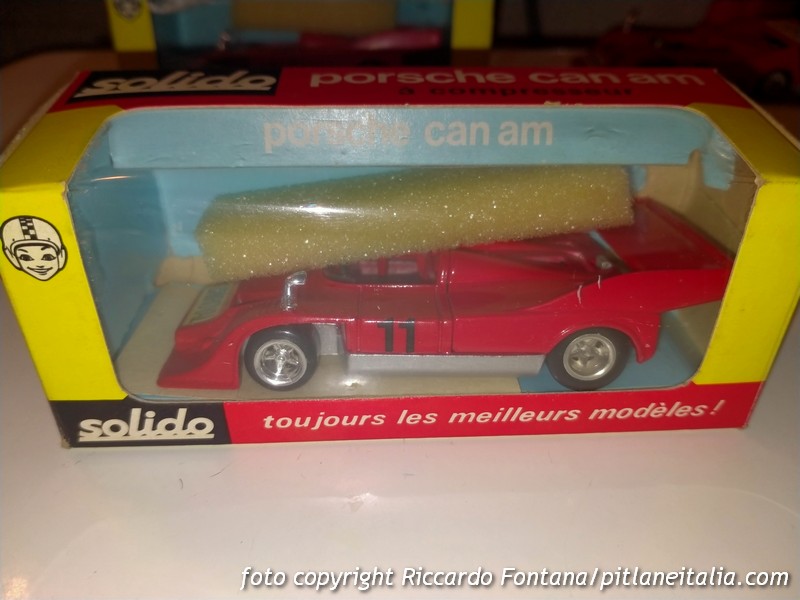 solido porsche can am
a compresseur
porsche can am
11
solido toujours les meilleurs modèles!
foto copyright Riccardo Fontana/pitlaneitalia.com